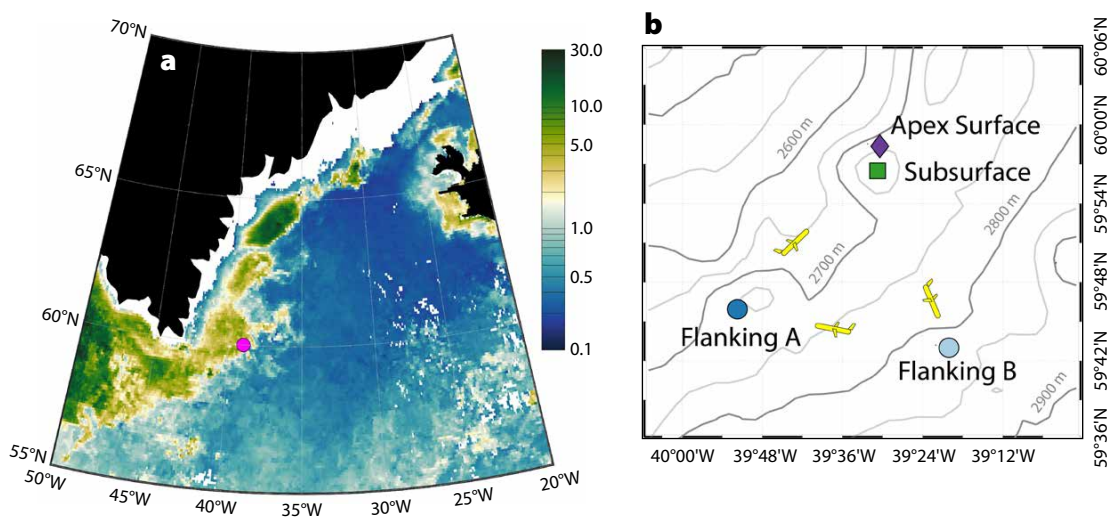 a
70°N
65°N
60°N
55°N
50°W
45°W
40°W
35°W
30°W
25°W
20°W
30.0
10.0
5.0
1.0
0.5
0.1
b
Apex Surface
Subsurface
Flanking A
Flanking B
2600 m
2700 m
2800 m
2900 m
60°06'N
60°00'N
59°54'N
59°48'N
59°42'N
59°36'N
40°00'W
39°48'W
39°36'W
39°24'W
39°12'W